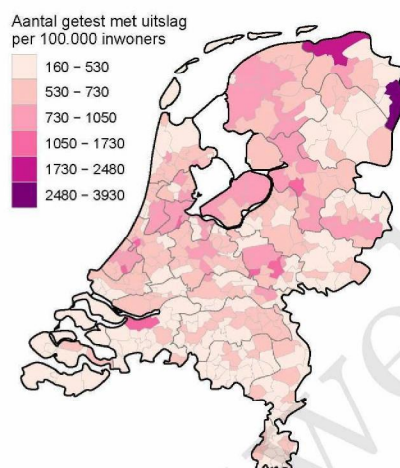 Aantal getest met uitslag
per 100.000 inwoners
160 – 530
530 – 730
730 – 1050
1050 – 1730
1730 – 2480
2480 – 3930
we